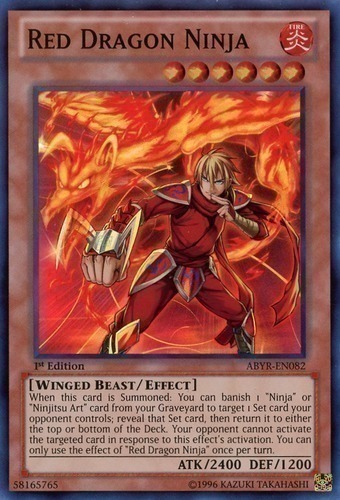 RED DRAGON NINJA
FIRE
炎
1st Edition
ABYR-EN082
[WINGED BEAST/EFFECT]
When this card is Summoned: You can banish 1 "Ninja" or
"Ninjitsu Art" card from your Graveyard to target 1 Set card your
opponent controls; reveal that Set card, then return it to either
the top or bottom of the Deck. Your opponent cannot activate
the targeted card in response to this effect's activation. You can
only use the effect of "Red Dragon Ninja" once per turn.
ATK/2400 DEF/1200
58165765
©1996 KAZUKI TAKAHASHI